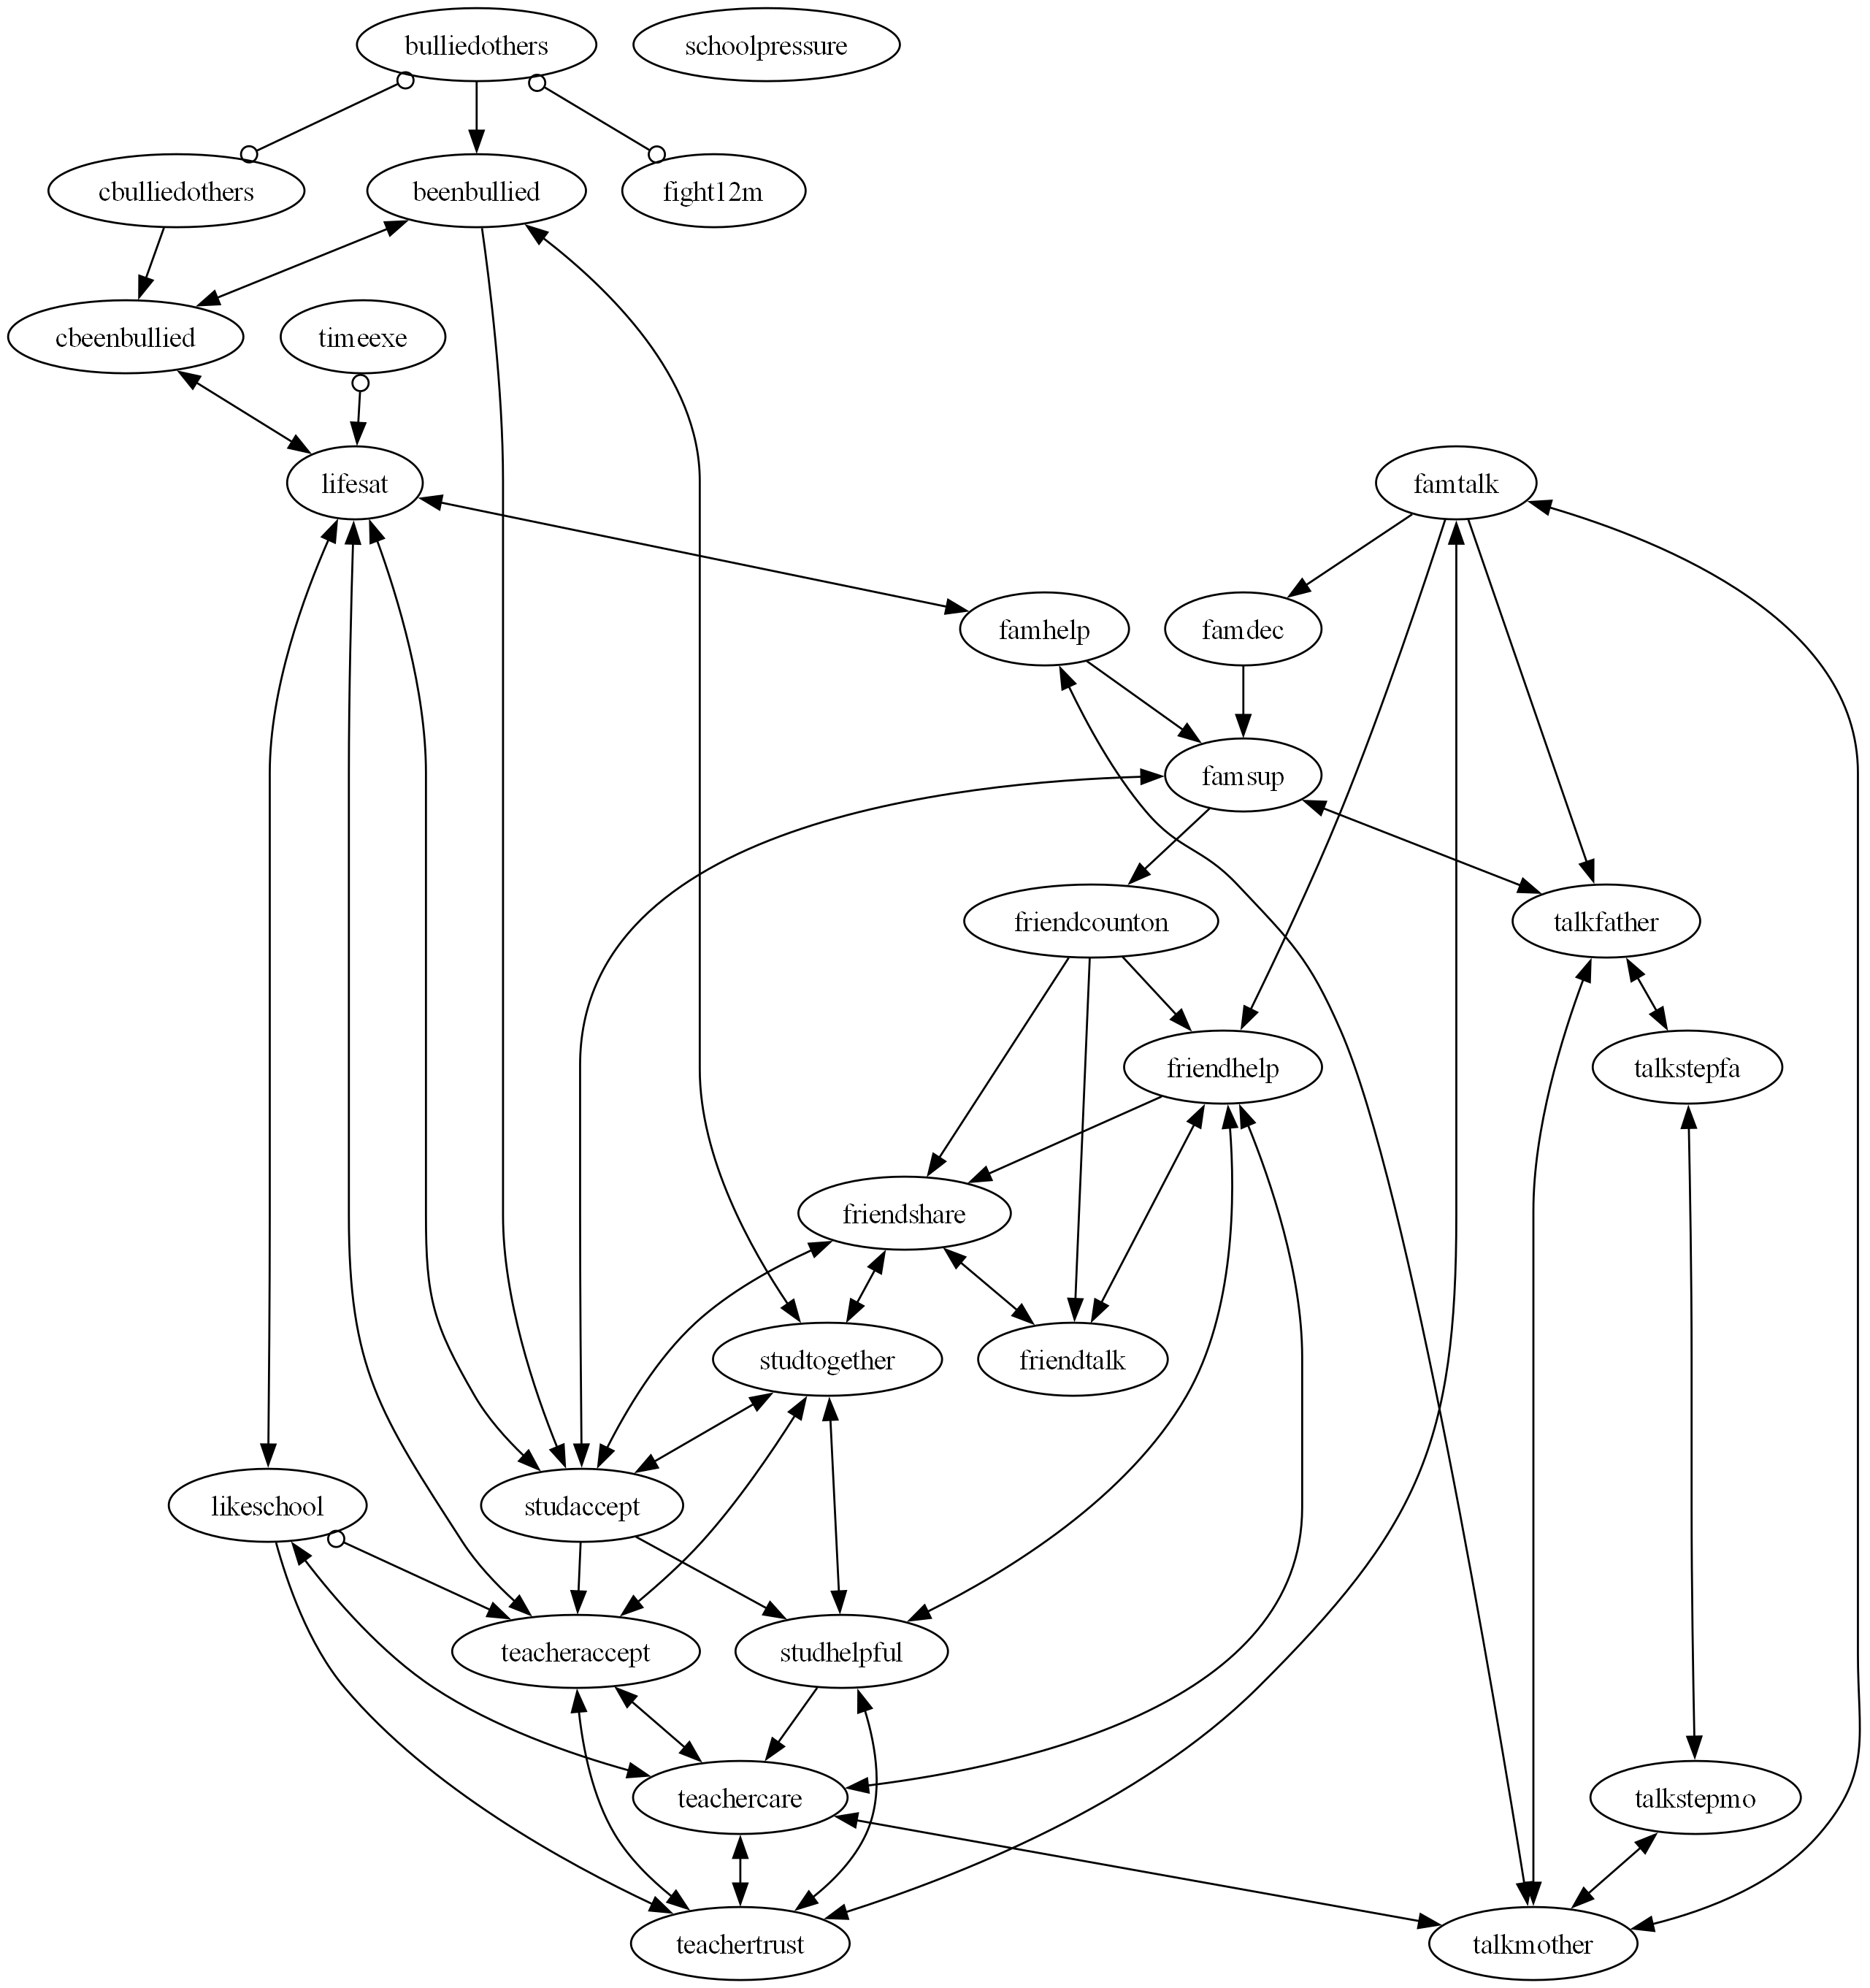 bulliedothers
schoolpressure
cbulliedothers
beenbullied
fight12m
cbeenbullied
timeexe
lifesat
famtalk
famhelp
famdec
famsup
friendcounton
talkfather
friendhelp
talkstepfa
friendshare
studtogether
friendtalk
likeschool
studaccept
teacheraccept
studhelpful
teachercare
talkstepmo
teachertrust
talkmother